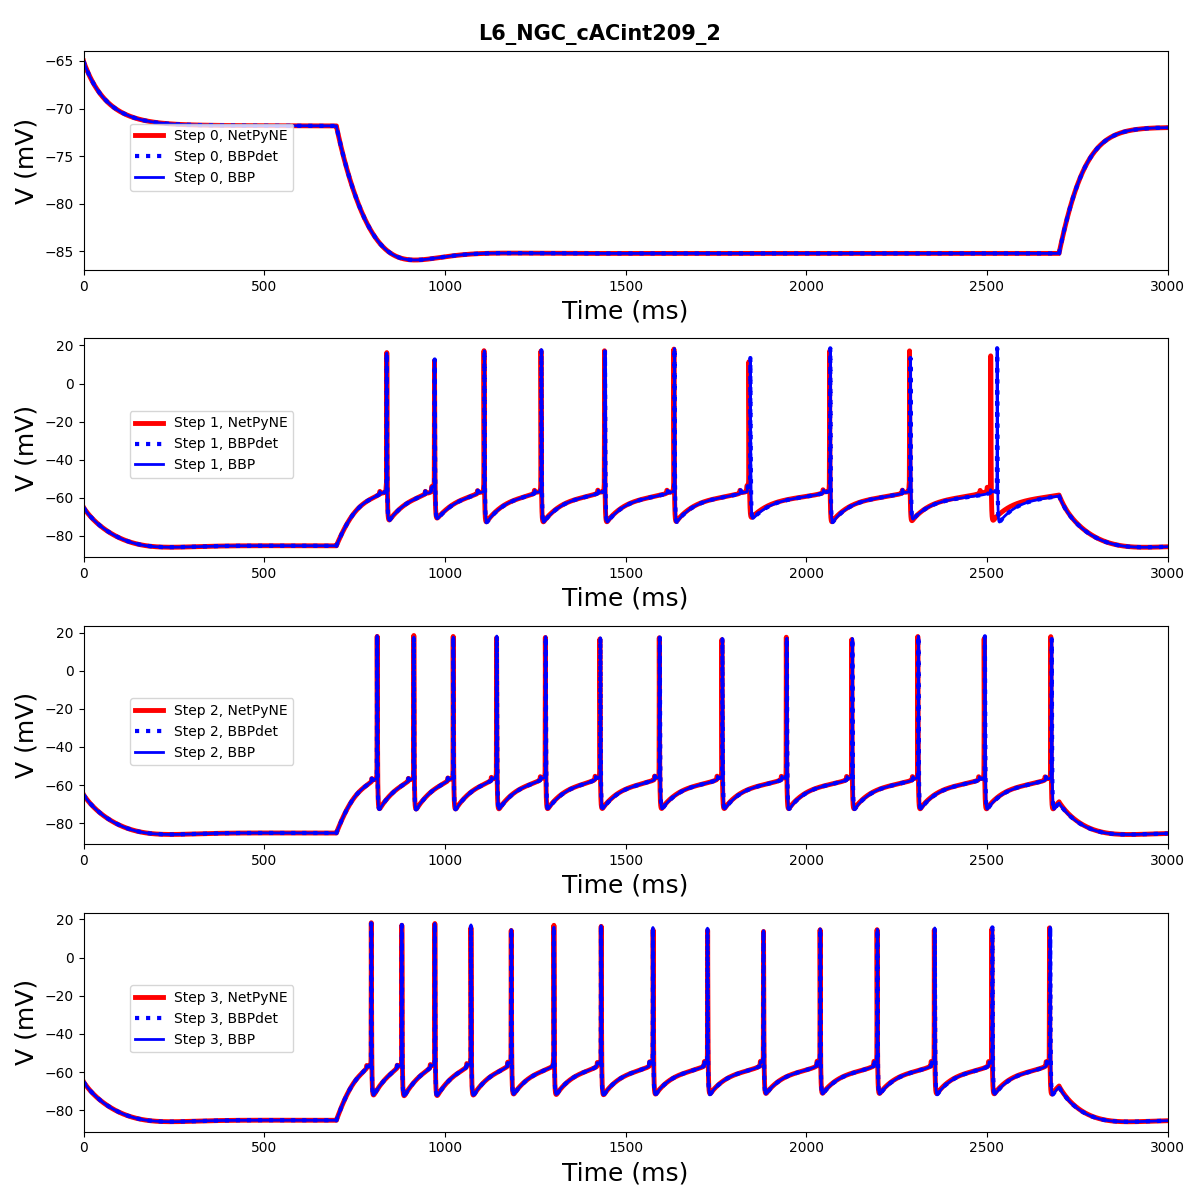 L6_NGC_cACint209_2
−65
−70
−75
−80
−85
V (mV)
Step 0, NetPyNE
Step 0, BBPdet
Step 0, BBP
0 500 1000 1500 2000 2500 3000
Time (ms)
20
0
−20
−40
−60
−80
V (mV)
Step 1, NetPyNE
Step 1, BBPdet
Step 1, BBP
0 500 1000 1500 2000 2500 3000
Time (ms)
20
0
−20
−40
−60
−80
V (mV)
Step 2, NetPyNE
Step 2, BBPdet
Step 2, BBP
0 500 1000 1500 2000 2500 3000
Time (ms)
20
0
−20
−40
−60
−80
V (mV)
Step 3, NetPyNE
Step 3, BBPdet
Step 3, BBP
0 500 1000 1500 2000 2500 3000
Time (ms)